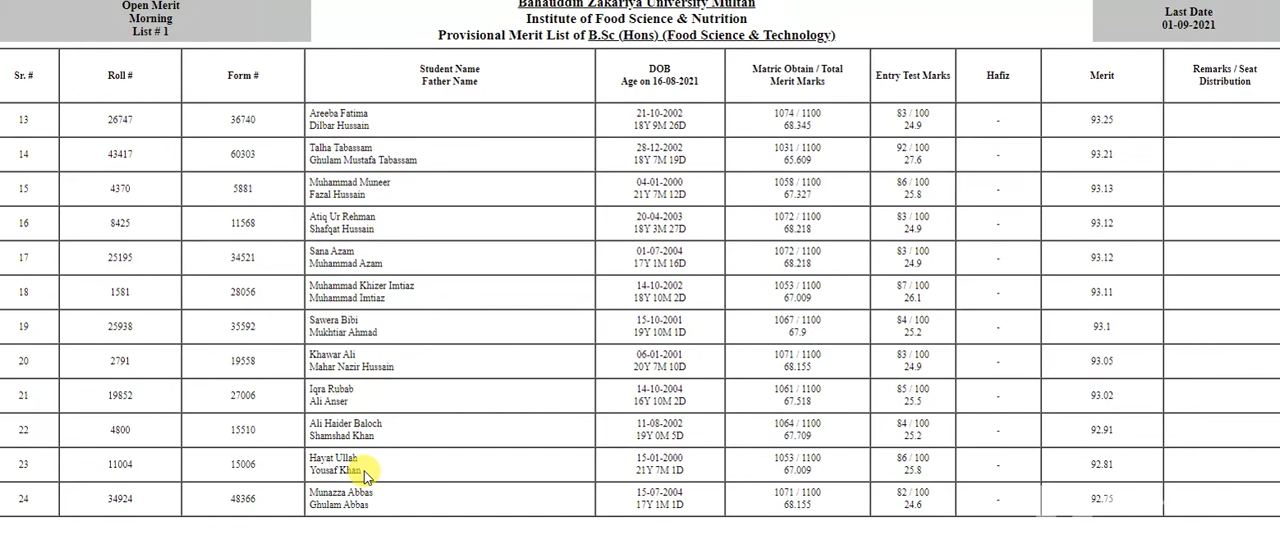 Open Merit
Morning
List # 1
Bahauddin Zakariya University Multan
Institute of Food Science & Nutrition
Provisional Merit List of B.Sc (Hons) (Food Science & Technology)
Last Date
01-09-2021
Sr. # Roll # Form # Student Name Father Name DOB Age on 16-08-2021 Matric Obtain / Total Merit Marks Entry Test Marks Hafiz Merit Remarks / Seat Distribution
13 26747 36740 Areeba Fatima 21-10-2002 1074 / 1100 83 / 100 - 93.25
Dilbar Hussain 18Y 9M 26D 68.345 24.9
14 43417 60303 Talha Tabassam 28-12-2002 1031 / 1100 92 / 100 - 93.21
Ghulam Mustafa Tabassam 18Y 7M 19D 65.609 27.6
15 4370 5881 Muhammad Muneer 04-01-2000 1058 / 1100 86 / 100 - 93.13
Fazal Hussain 21Y 7M 12D 67.327 25.8
16 8425 11568 Atiq Ur Rehman 20-04-2003 1072 / 1100 83 / 100 - 93.12
Shafqat Hussain 18Y 3M 27D 68.218 24.9
17 25195 34521 Sana Azam 01-07-2004 1072 / 1100 83 / 100 - 93.12
Muhammad Azam 17Y 1M 16D 68.218 24.9
18 1581 28056 Muhammad Khizer Imtiaz 14-10-2002 1053 / 1100 87 / 100 - 93.11
Muhammad Imtiaz 18Y 10M 2D 67.009 26.1
19 25938 35592 Sawera Bibi 15-10-2001 1067 / 1100 84 / 100 - 93.1
Mukhtiar Ahmad 19Y 10M 1D 67.9 25.2
20 2791 19558 Khawar Ali 06-01-2001 1071 / 1100 83 / 100 - 93.05
Mahar Nazir Hussain 20Y 7M 10D 68.155 24.9
21 19852 27006 Iqra Rubab 14-10-2004 1061 / 1100 85 / 100 - 93.02
Ali Anser 16Y 10M 2D 67.518 25.5
22 4800 15510 Ali Haider Baloch 11-08-2002 1064 / 1100 84 / 100 - 92.91
Shamshad Khan 19Y 0M 5D 67.709 25.2
23 11004 15006 Hayat Ullah 15-01-2000 1053 / 1100 86 / 100 - 92.81
Yousaf Khan 21Y 7M 1D 67.009 25.8
24 34924 48366 Munazza Abbas 15-07-2004 1071 / 1100 82 / 100 - 92.75
Ghulam Abbas 17Y 1M 1D 68.155 24.6